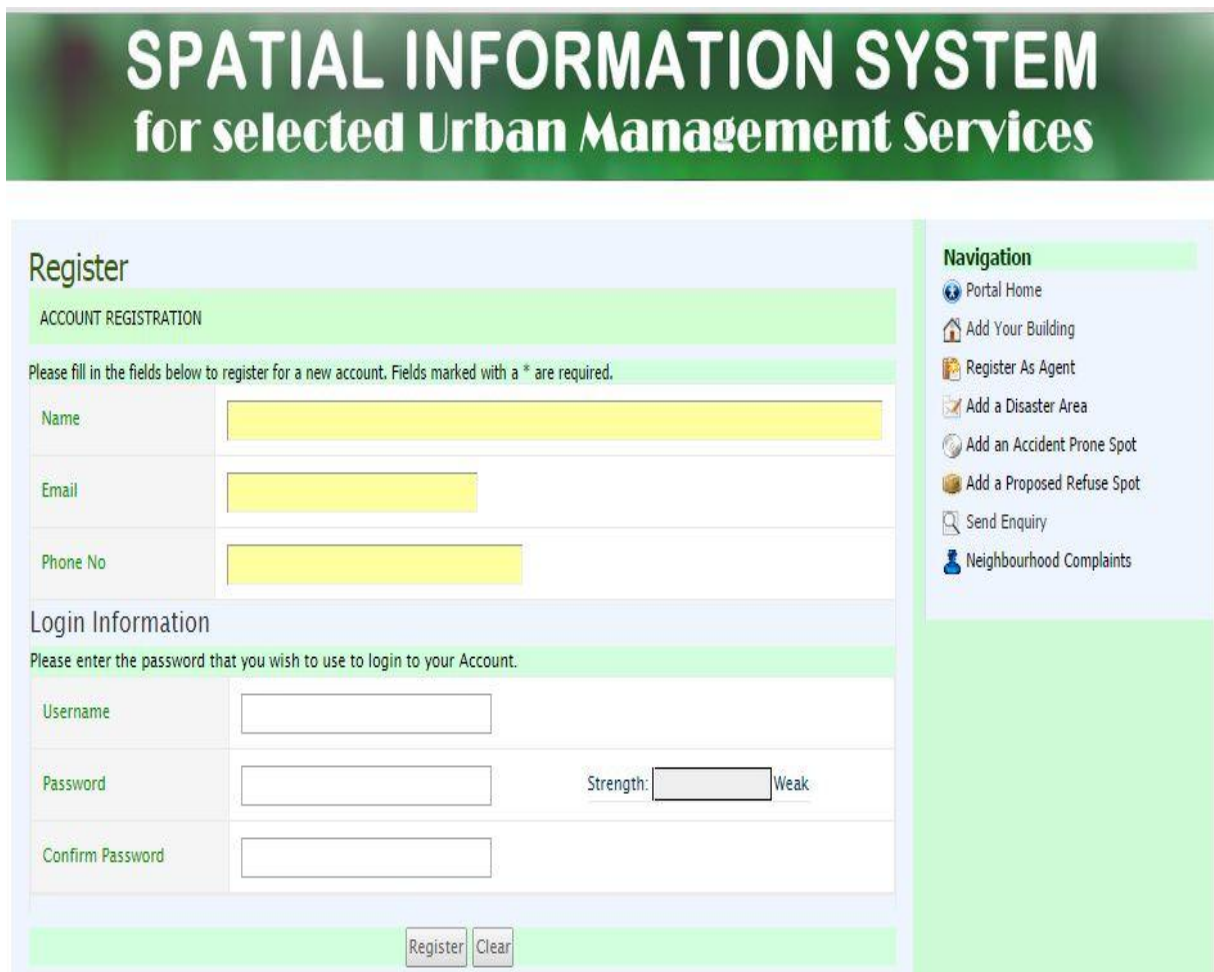 SPATIAL INFORMATION SYSTEM
for selected Urban Management Services
Register
ACCOUNT REGISTRATION
Please fill in the fields below to register for a new account. Fields marked with a * are required.
Name
Email
Phone No
Login Information
Please enter the password that you wish to use to login to your Account.
Username
Password
Strength: Weak
Confirm Password
Register Clear
Navigation
Portal Home
Add Your Building
Register As Agent
Add a Disaster Area
Add an Accident Prone Spot
Add a Proposed Refuse Spot
Send Enquiry
Neighbourhood Complaints